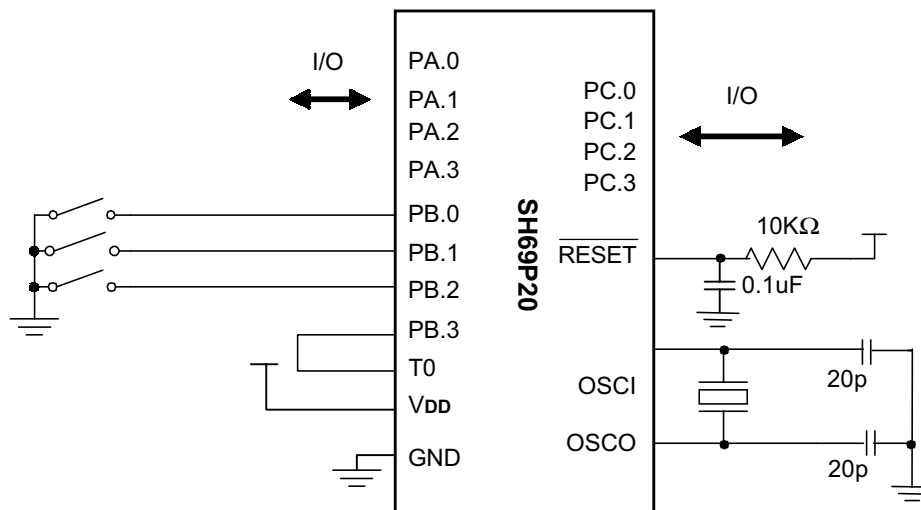 I/O
PA.0
PA.1
PA.2
PA.3
PB.0
PB.1
PB.2
PB.3
T0
VDD
GND
SH69P20
PC.0
PC.1
PC.2
PC.3
I/O
RESET
10KΩ
0.1uF
OSCI
OSCO
20p
20p